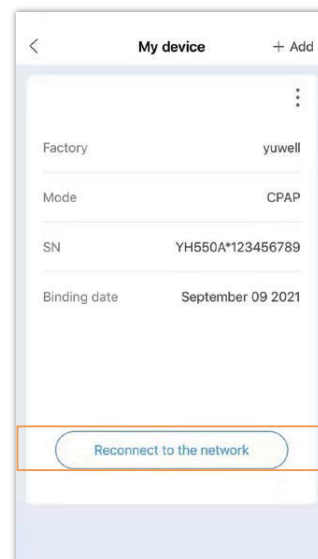 < My device + Add
Factory yuwell
Mode CPAP
SN YH550A*123456789
Binding date September 09 2021
Reconnect to the network